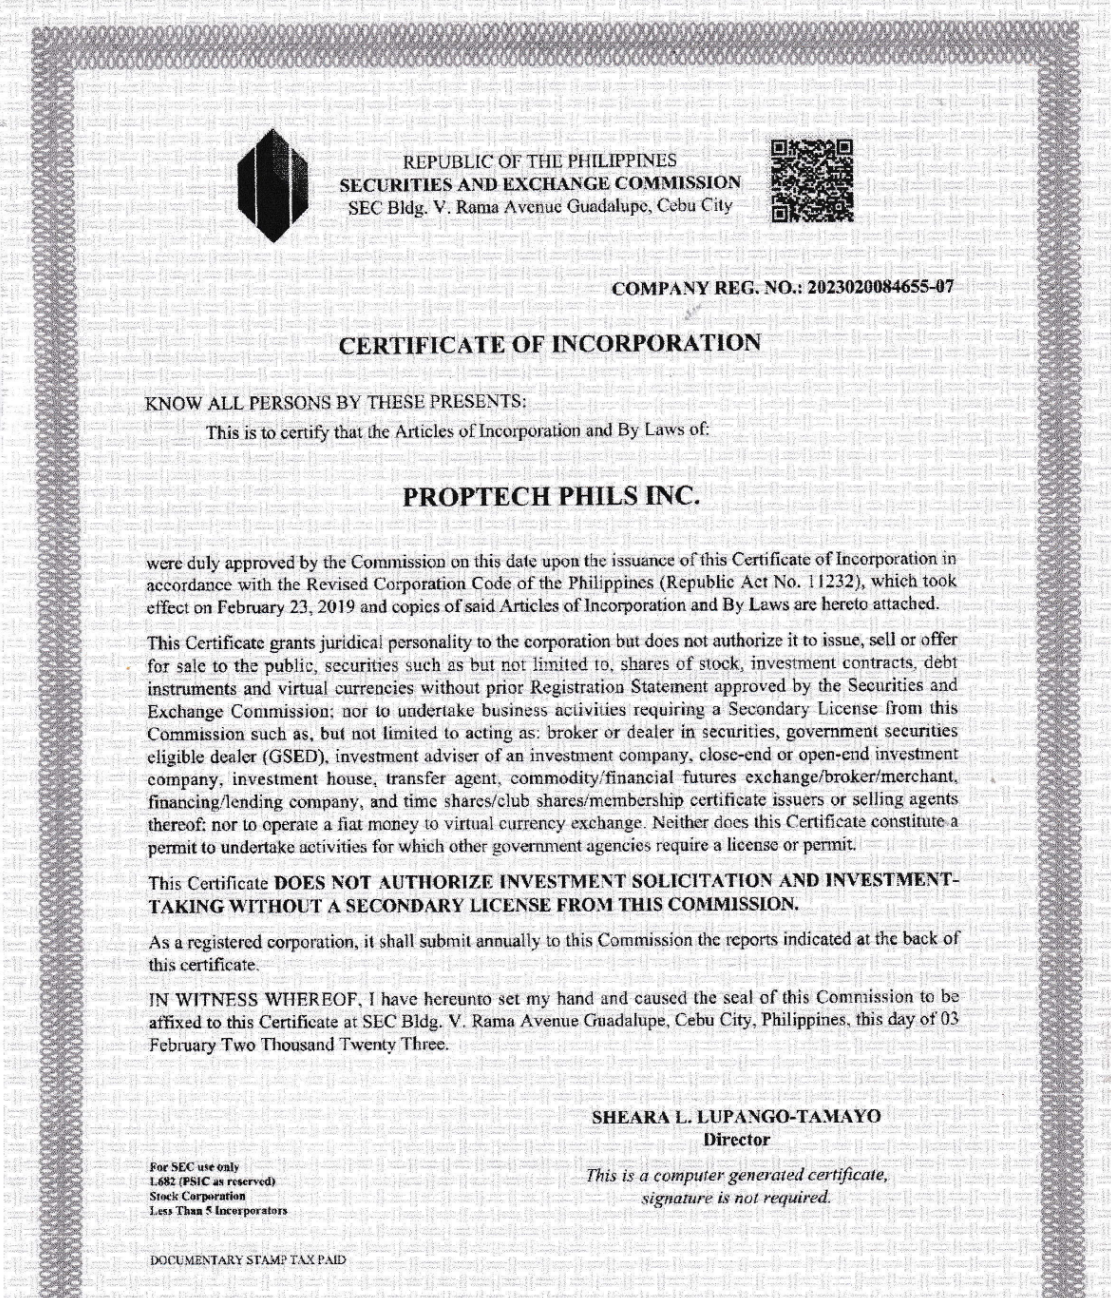 REPUBLIC OF THE PHILIPPINES
SECURITIES AND EXCHANGE COMMISSION
SEC Bldg. V. Rama Avenue Guadalupe, Cebu City
COMPANY REG. NO.: 2023020084655-07
CERTIFICATE OF INCORPORATION
KNOW ALL PERSONS BY THESE PRESENTS:
This is to certify that the Articles of Incorporation and By Laws of:
PROPTECH PHILS INC.
were duly approved by the Commission on this date upon the issuance of this Certificate of Incorporation in
accordance with the Revised Corporation Code of the Philippines (Republic Act No. 11232), which took
effect on February 23, 2019 and copies of said Articles of Incorporation and By Laws are hereto attached.
This Certificate grants juridical personality to the corporation but does not authorize it to issue, sell or offer
for sale to the public, securities such as but not limited to, shares of stock, investment contracts, debt
instruments and virtual currencies without prior Registration Statement approved by the Securities and
Exchange Commission; nor to undertake business activities requiring a Secondary License from this
Commission such as, but not limited to acting as: broker or dealer in securities, government securities
eligible dealer (GSED), investment adviser of an investment company, close-end or open-end investment
company, investment house, transfer agent, commodity/financial futures exchange/broker/merchant,
financing/lending company, and time shares/club shares/membership certificate issuers or selling agents
thereof; nor to operate a fiat money to virtual currency exchange. Neither does this Certificate constitute a
permit to undertake activities for which other government agencies require a license or permit.
This Certificate DOES NOT AUTHORIZE INVESTMENT SOLICITATION AND INVESTMENT-
TAKING WITHOUT A SECONDARY LICENSE FROM THIS COMMISSION.
As a registered corporation, it shall submit annually to this Commission the reports indicated at the back of
this certificate.
IN WITNESS WHEREOF, I have hereunto set my hand and caused the seal of this Commission to be
affixed to this Certificate at SEC Bldg. V. Rama Avenue Guadalupe, Cebu City, Philippines, this day of 03
February Two Thousand Twenty Three.
SHEARA L. LUPANGO-TAMAYO
Director
This is a computer generated certificate,
signature is not required.
For SEC use only
L682 (PSIC as reserved)
Stock Corporation
Less Than 5 Incorporators
DOCUMENTARY STAMP TAX PAID